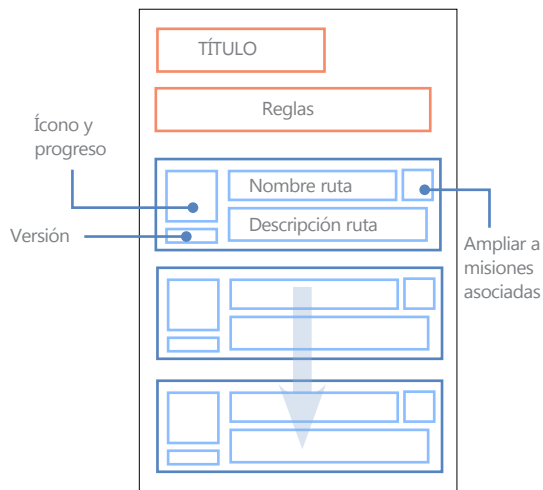 TÍTULO
Reglas
Ícono y
progreso
Nombre ruta
Versión
Descripción ruta
Ampliar a
misiones
asociadas